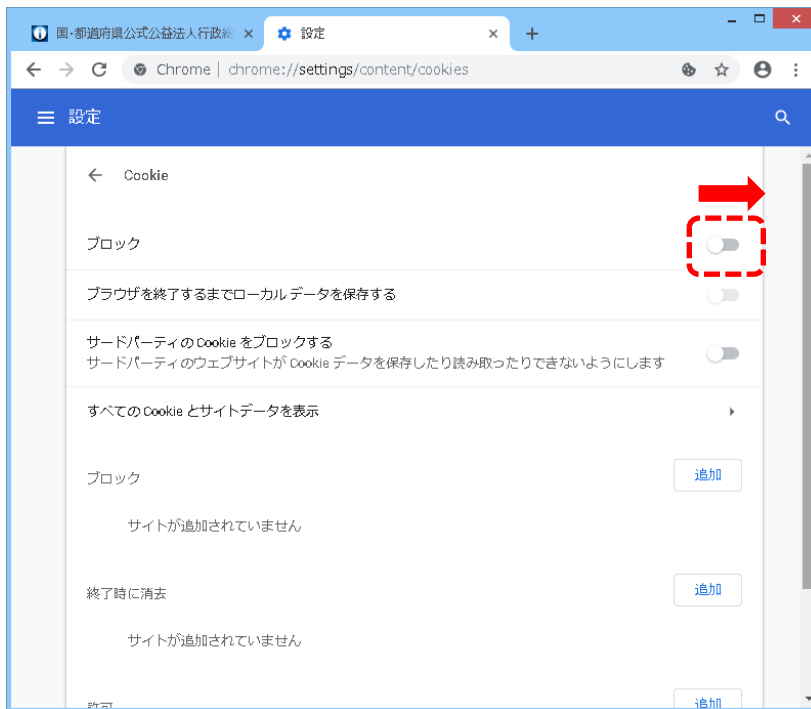 国・都道府県公式公益法人行政総
設定
Chrome | chrome://settings/content/cookies
設定
Cookie
ブロック
ブラウザを終了するまでローカル データを保存する
サードパーティの Cookie をブロックする
サードパーティのウェブサイトが Cookie データを保存したり読み取ったりできないようにします
すべての Cookie とサイトデータを表示
ブロック
追加
サイトが追加されていません
終了時に消去
追加
サイトが追加されていません
許可
追加